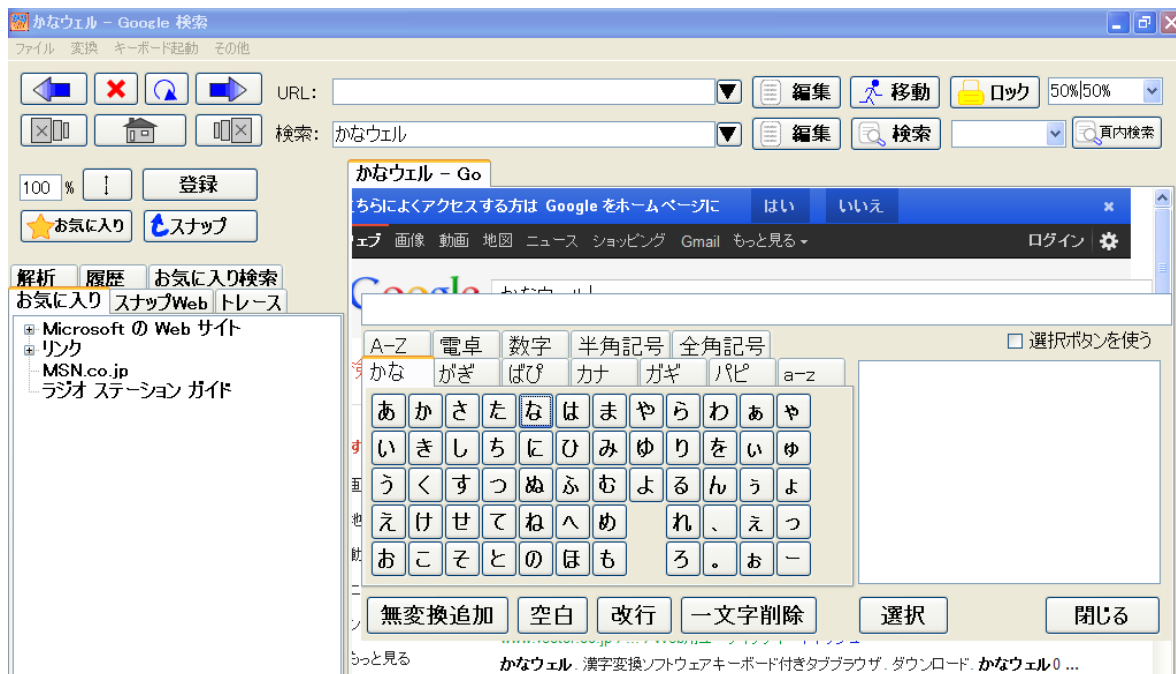 かなウェル - Google 検索
ファイル 変換 キーボード起動 その他
URL: 編集 移動 ロック 50%|50%
検索: かなウェル 編集 検索 頁内検索
100 % 登録
お気に入り スナップ
解析 履歴 お気に入り検索
お気に入り スナップWeb トレース
Microsoft の Web サイト
リンク
MSN.co.jp
ラジオ ステーション ガイド
かなウェル - Go
ちらによくアクセスする方は Google をホームページに はい いいえ ×
ェブ 画像 動画 地図 ニュース ショッピング Gmail もっと見る ログイン
Google かなウェル
選択ボタンを使う
A-Z 電卓 数字 半角記号 全角記号
かな がぎ ばぴ カナ ガギ パピ a-z
あ か さ た な は ま や ら わ ぁ ゃ
い き し ち に ひ み ゆ り を ぃ ゅ
う く す つ ぬ ふ む よ る ん ぅ ょ
え け せ て ね へ め れ 、 ぇ っ
お こ そ と の ほ も ろ 。 ぉ ー
無変換追加 空白 改行 一文字削除 選択 閉じる
もっと見る
かなウェル. 漢字変換ソフトウェアキーボード付きタブブラウザ. ダウンロード. かなウェル0 ...